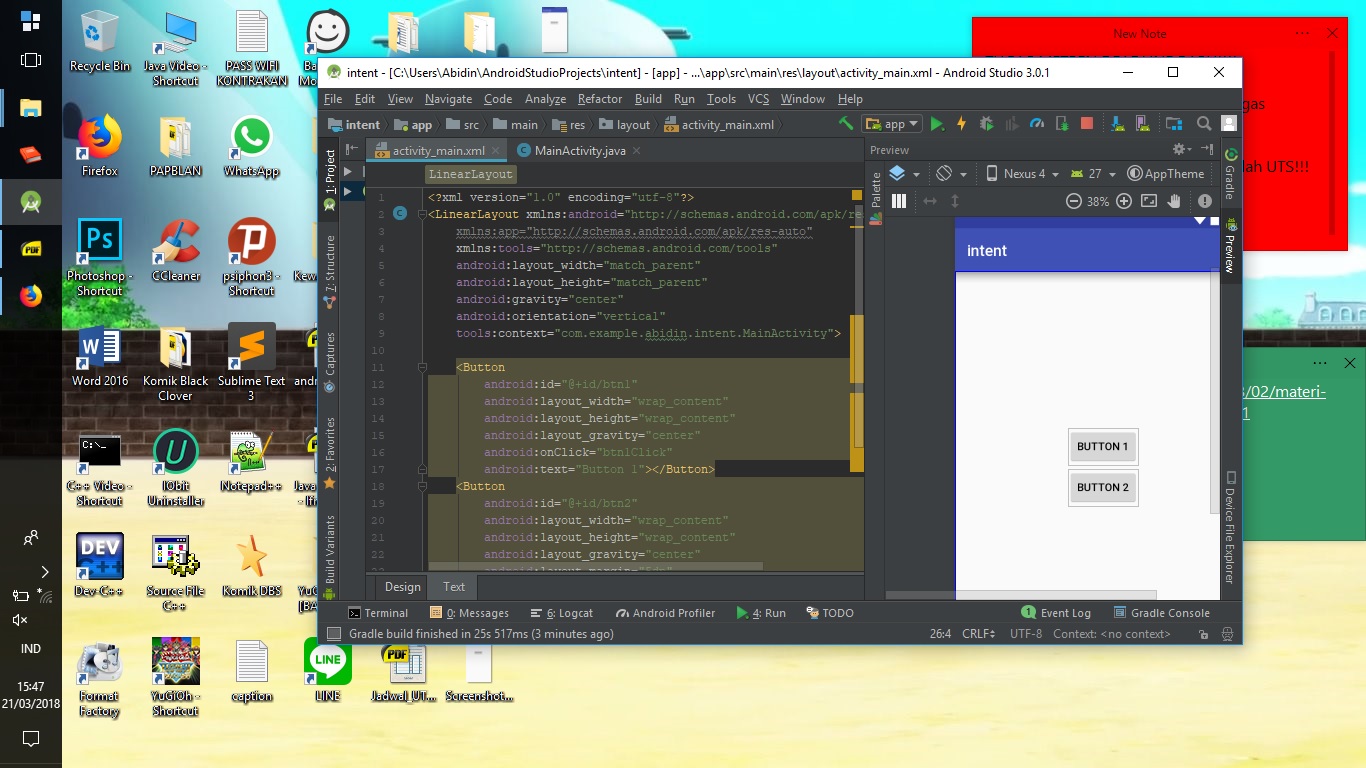 Recycle Bin
Java Video - Shortcut
PASS WIFI KONTRAKAN
Firefox
PAPBLAN
WhatsApp
Photoshop - Shortcut
CCleaner
psiphon3 - Shortcut
Word 2016
Komik Black Clover
Sublime Text 3
C++ Video - Shortcut
IObit Uninstaller
Notepad++
Dev-C++
Source File C++
Komik DBS
Format Factory
YuGiOh - Shortcut
caption
LINE
Jadwal_UT...
Screenshot...
IND
15:47
21/03/2018
New Note
gas
lah UTS!!!
3/02/materi-
1
intent - [C:\Users\Abidin\AndroidStudioProjects\intent] - [app] - ...\app\src\main\res\layout\activity_main.xml - Android Studio 3.0.1
File Edit View Navigate Code Analyze Refactor Build Run Tools VCS Window Help
intent app src main res layout activity_main.xml app
activity_main.xml MainActivity.java
LinearLayout
1 <?xml version="1.0" encoding="utf-8"?>
2 <LinearLayout xmlns:android="http://schemas.android.com/apk/res
3 xmlns:app="http://schemas.android.com/apk/res-auto"
4 xmlns:tools="http://schemas.android.com/tools"
5 android:layout_width="match_parent"
6 android:layout_height="match_parent"
7 android:gravity="center"
8 android:orientation="vertical"
9 tools:context="com.example.abidin.intent.MainActivity">
10
11 <Button
12 android:id="@+id/btn1"
13 android:layout_width="wrap_content"
14 android:layout_height="wrap_content"
15 android:layout_gravity="center"
16 android:onClick="btn1Click"
17 android:text="Button 1"></Button>
18 <Button
19 android:id="@+id/btn2"
20 android:layout_width="wrap_content"
21 android:layout_height="wrap_content"
22 android:layout_gravity="center"
Design Text
1: Project
7: Structure
Captures
2: Favorites
Build Variants
Preview
Palette
Nexus 4 27 AppTheme
38%
intent
BUTTON 1
BUTTON 2
Gradle
Preview
Device File Explorer
Terminal 0: Messages 6: Logcat Android Profiler 4: Run TODO 1 Event Log Gradle Console
Gradle build finished in 25s 517ms (3 minutes ago) 26:4 CRLF UTF-8 Context: <no context>